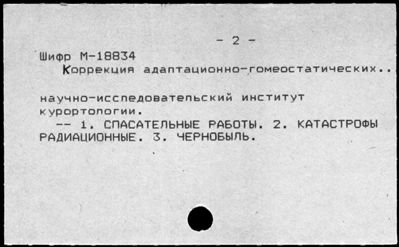 - 2 -
Шифр М-18834
Коррекция адаптационно-гомеостатических..
научно-исследовательский институт
курортологии.
-- 1. СПАСАТЕЛЬНЫЕ РАБОТЫ. 2. КАТАСТРОФЫ
РАДИАЦИОННЫЕ. 3. ЧЕРНОБЫЛЬ.